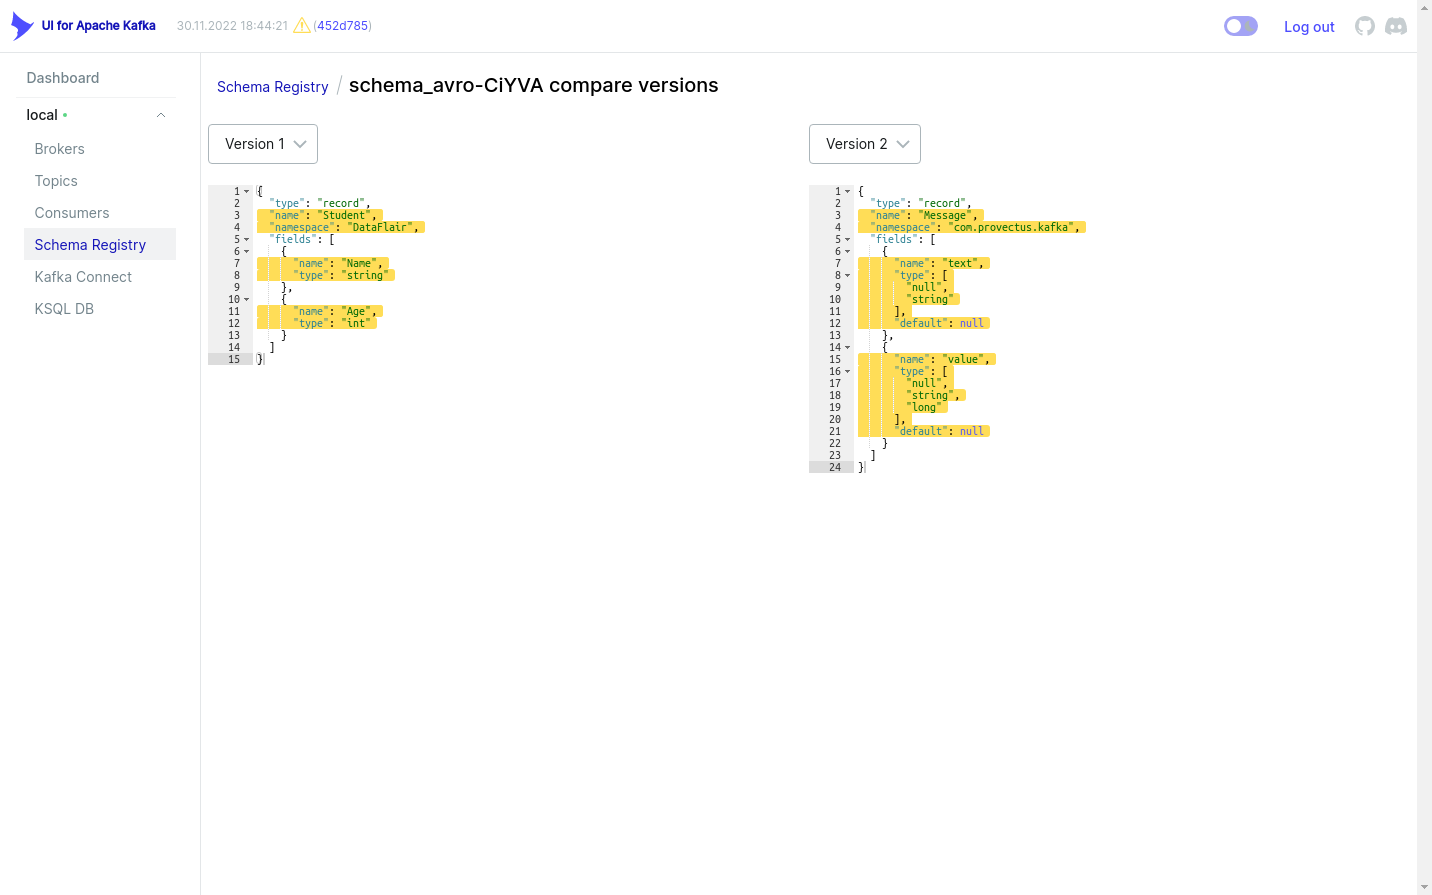 UI for Apache Kafka 30.11.2022 18:44:21 (452d785) Log out
Dashboard
local
Brokers
Topics
Consumers
Schema Registry
Kafka Connect
KSQL DB
Schema Registry / schema_avro-CiYVA compare versions
Version 1
1 {
2 "type": "record",
3 "name": "Student",
4 "namespace": "DataFlair",
5 "fields": [
6 {
7 "name": "Name",
8 "type": "string"
9 },
10 {
11 "name": "Age",
12 "type": "int"
13 }
14 ]
15 }
Version 2
1 {
2 "type": "record",
3 "name": "Message",
4 "namespace": "com.provectus.kafka",
5 "fields": [
6 {
7 "name": "text",
8 "type": [
9 "null",
10 "string"
11 ],
12 "default": null
13 },
14 {
15 "name": "value",
16 "type": [
17 "null",
18 "string",
19 "long"
20 ],
21 "default": null
22 }
23 ]
24 }